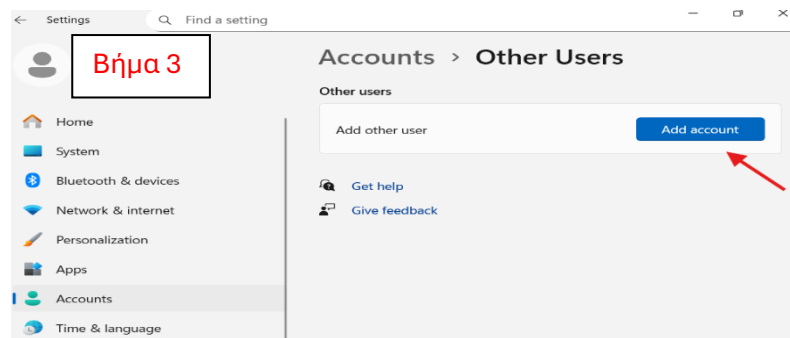 Settings
Find a setting
Βήμα 3
Home
System
Bluetooth & devices
Network & internet
Personalization
Apps
Accounts
Time & language
Accounts > Other Users
Other users
Add other user
Add account
Get help
Give feedback